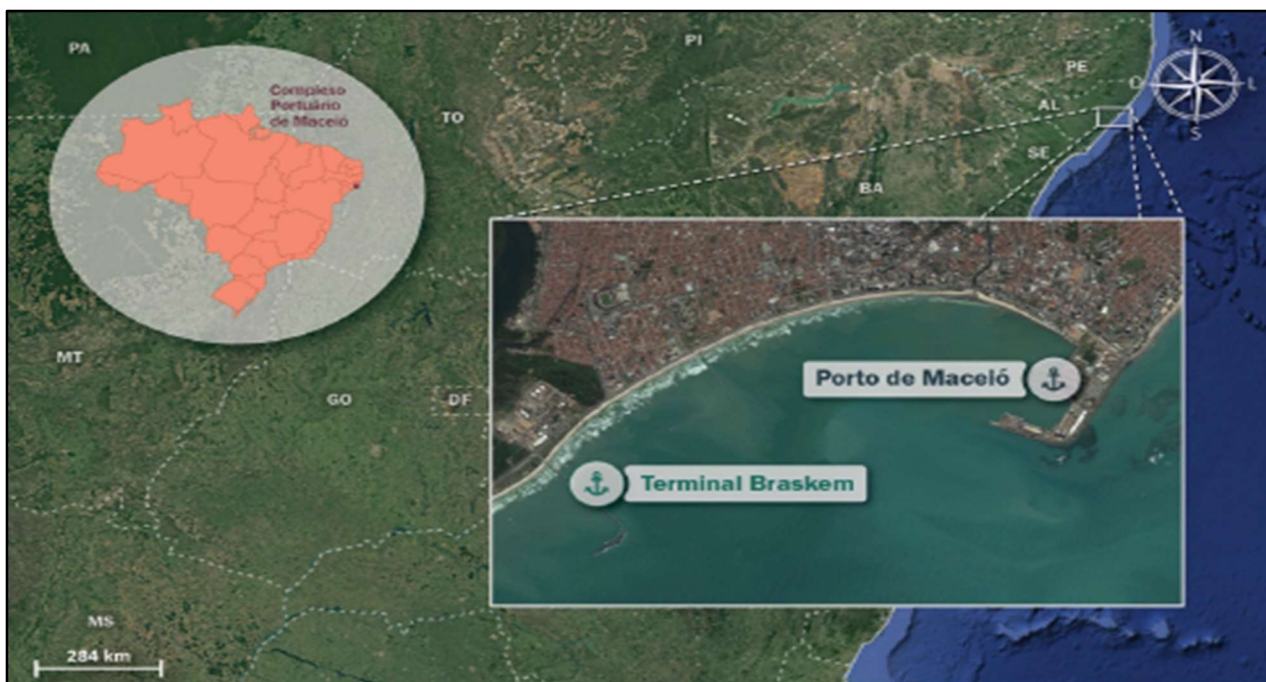 PA
PI
N
PE
O
L
Complexo
Portuário
de Maceió
TO
AL
S
SE
BA
Porto de Maceió
MT
GO
DF
Terminal Braskem
MS
284 km